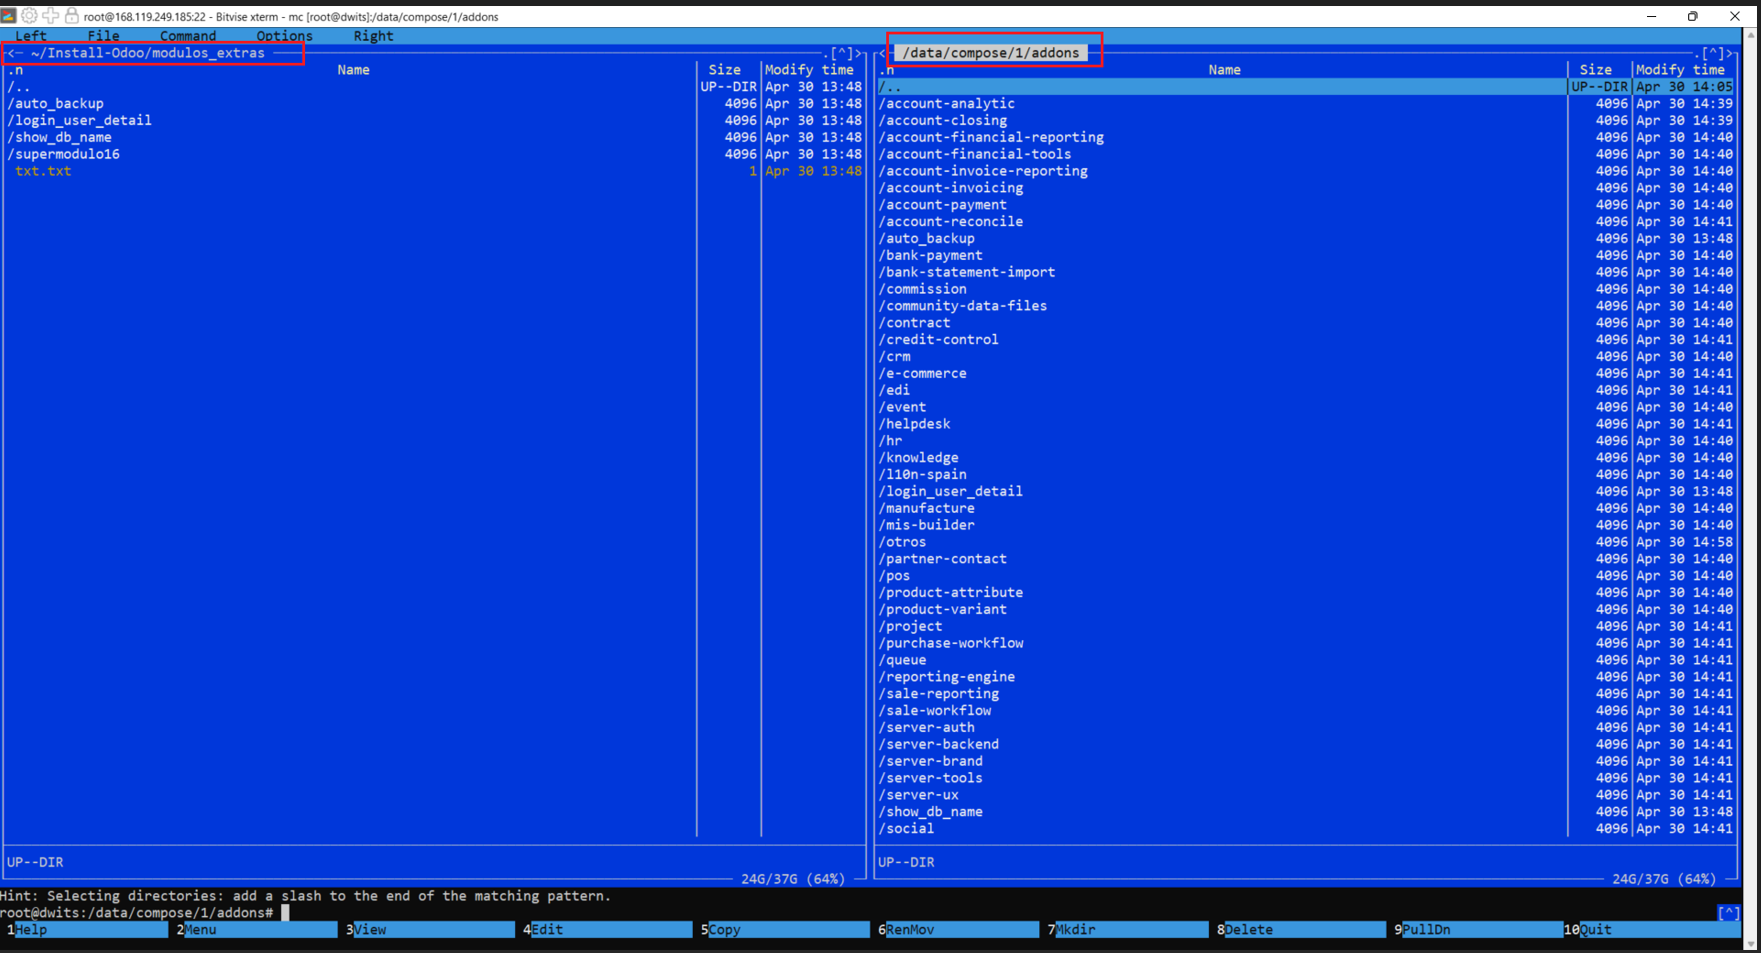 root@168.119.249.185:22 - Bitvise xterm - mc [root@dwits]:/data/compose/1/addons
Left File Command Options Right
<- ~/Install-Odoo/modulos_extras .[^]>
.n Name Size Modify time
/.. UP--DIR Apr 30 13:48
/auto_backup 4096 Apr 30 13:48
/login_user_detail 4096 Apr 30 13:48
/show_db_name 4096 Apr 30 13:48
/supermodulo16 4096 Apr 30 13:48
txt.txt 1 Apr 30 13:48
UP--DIR
24G/37G (64%)
<- /data/compose/1/addons .[^]>
.n Name Size Modify time
/.. UP--DIR Apr 30 14:05
/account-analytic 4096 Apr 30 14:39
/account-closing 4096 Apr 30 14:39
/account-financial-reporting 4096 Apr 30 14:40
/account-financial-tools 4096 Apr 30 14:40
/account-invoice-reporting 4096 Apr 30 14:40
/account-invoicing 4096 Apr 30 14:40
/account-payment 4096 Apr 30 14:40
/account-reconcile 4096 Apr 30 14:41
/auto_backup 4096 Apr 30 13:48
/bank-payment 4096 Apr 30 14:40
/bank-statement-import 4096 Apr 30 14:40
/commission 4096 Apr 30 14:40
/community-data-files 4096 Apr 30 14:40
/contract 4096 Apr 30 14:40
/credit-control 4096 Apr 30 14:41
/crm 4096 Apr 30 14:40
/e-commerce 4096 Apr 30 14:41
/edi 4096 Apr 30 14:41
/event 4096 Apr 30 14:40
/helpdesk 4096 Apr 30 14:41
/hr 4096 Apr 30 14:40
/knowledge 4096 Apr 30 14:40
/l10n-spain 4096 Apr 30 14:40
/login_user_detail 4096 Apr 30 13:48
/manufacture 4096 Apr 30 14:40
/mis-builder 4096 Apr 30 14:40
/otros 4096 Apr 30 14:58
/partner-contact 4096 Apr 30 14:40
/pos 4096 Apr 30 14:40
/product-attribute 4096 Apr 30 14:40
/product-variant 4096 Apr 30 14:40
/project 4096 Apr 30 14:41
/purchase-workflow 4096 Apr 30 14:41
/queue 4096 Apr 30 14:41
/reporting-engine 4096 Apr 30 14:41
/sale-reporting 4096 Apr 30 14:41
/sale-workflow 4096 Apr 30 14:41
/server-auth 4096 Apr 30 14:41
/server-backend 4096 Apr 30 14:41
/server-brand 4096 Apr 30 14:41
/server-tools 4096 Apr 30 14:41
/server-ux 4096 Apr 30 14:41
/show_db_name 4096 Apr 30 13:48
/social 4096 Apr 30 14:41
UP--DIR
24G/37G (64%)
Hint: Selecting directories: add a slash to the end of the matching pattern.
root@dwits:/data/compose/1/addons# [^]
1Help 2Menu 3View 4Edit 5Copy 6RenMov 7Mkdir 8Delete 9PullDn 10Quit